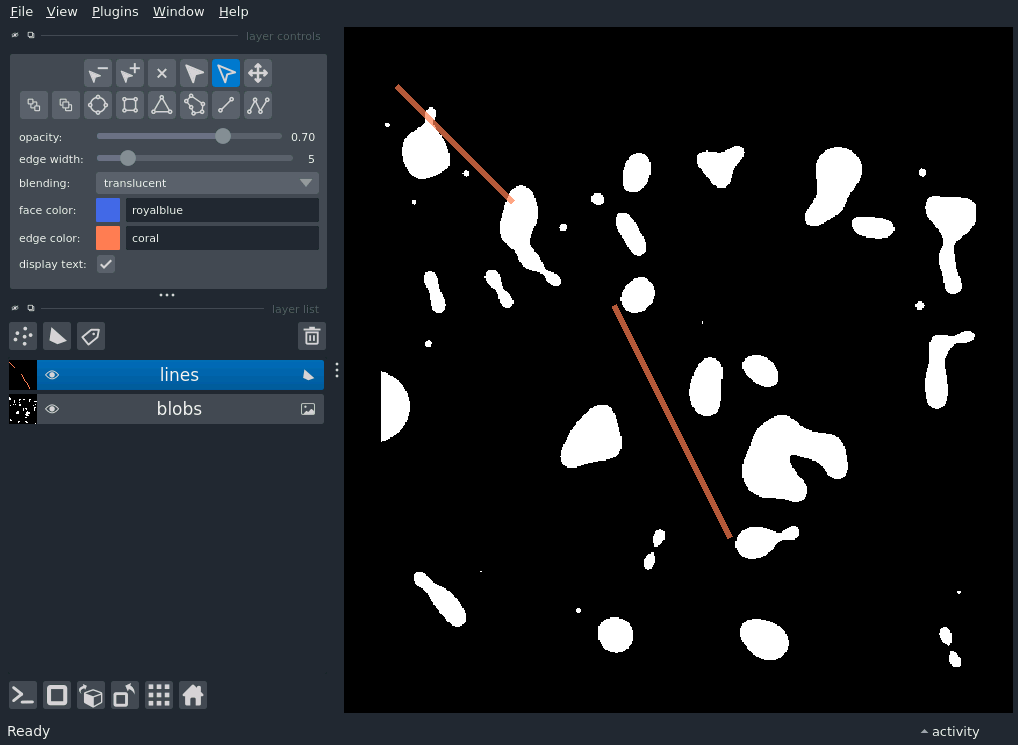 File View Plugins Window Help
layer controls
opacity: 0.70
edge width: 5
blending: translucent
face color: royalblue
edge color: coral
display text:
layer list
lines
blobs
Ready
activity